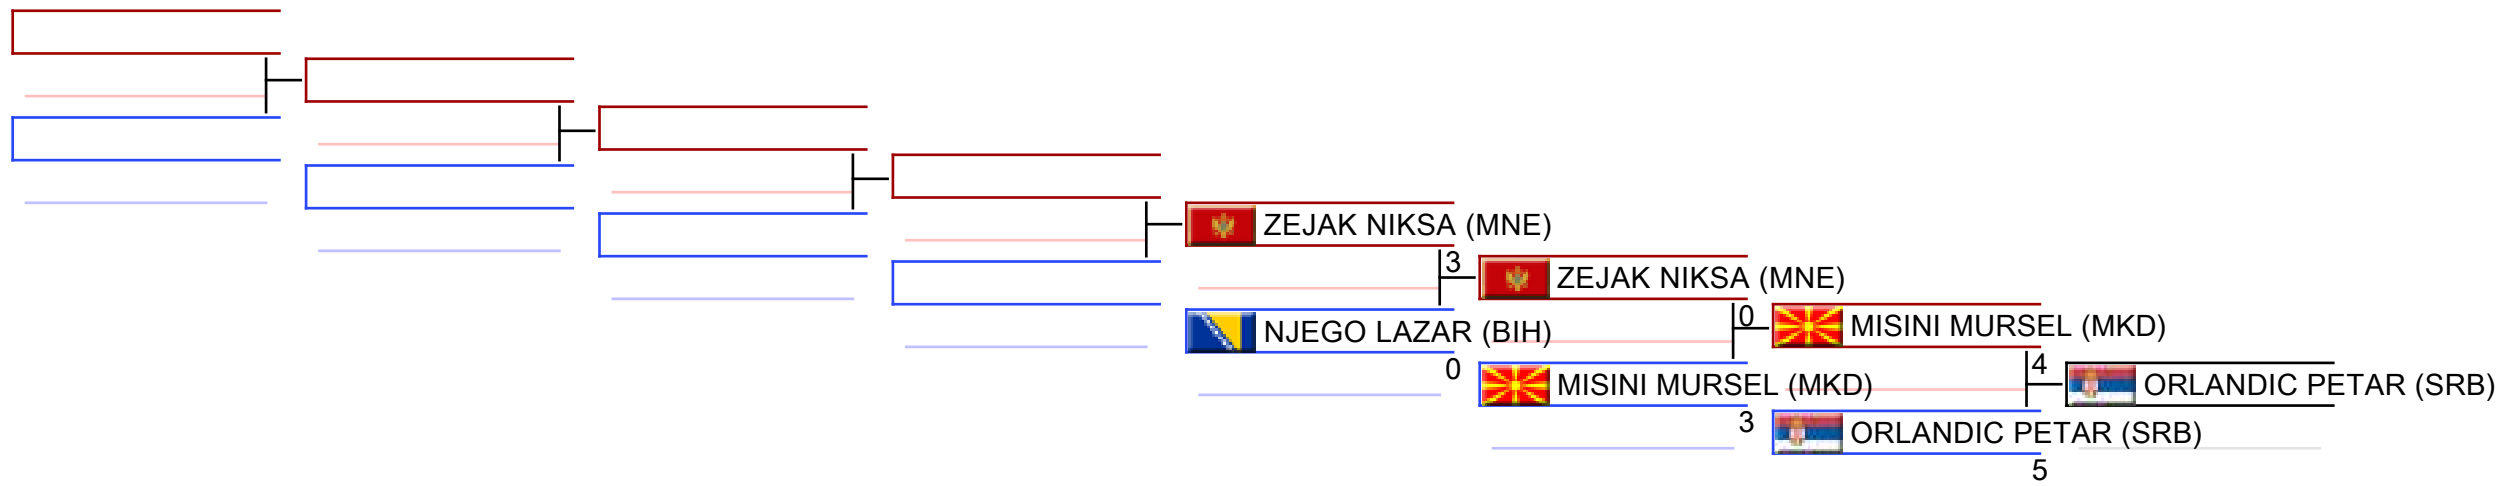 ZEJAK NIKSA (MNE)
3
NJEGO LAZAR (BIH)
0
ZEJAK NIKSA (MNE)
0
MISINI MURSEL (MKD)
3
MISINI MURSEL (MKD)
4
ORLANDIC PETAR (SRB)
5
ORLANDIC PETAR (SRB)